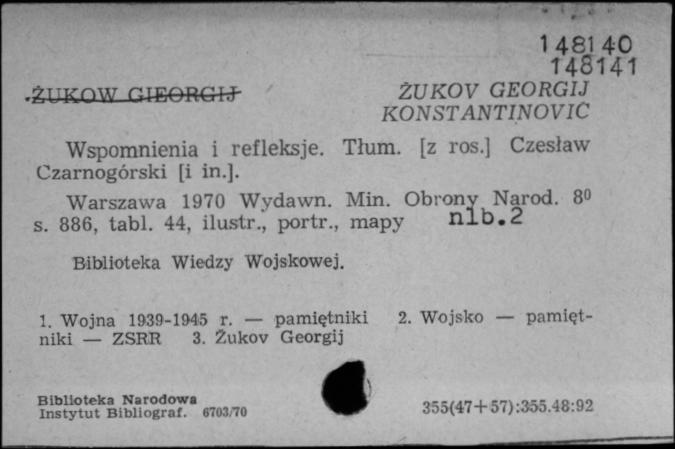 148140
148141
ŻUKOW GIEORGIJ
ŽUKOV GEORGIJ
KONSTANTINOVIČ
Wspomnienia i refleksje. Tłum. [z ros.] Czesław
Czarnogórski [i in.].
Warszawa 1970 Wydawn. Min. Obrony Narod. 8⁰
s. 886, tabl. 44, ilustr., portr., mapy nlb.2
Biblioteka Wiedzy Wojskowej.
1. Wojna 1939-1945 r. — pamiętniki 2. Wojsko — pamięt-
niki — ZSRR 3. Žukov Georgij
Biblioteka Narodowa
Instytut Bibliograf. 6703/70
355(47+57):355.48:92